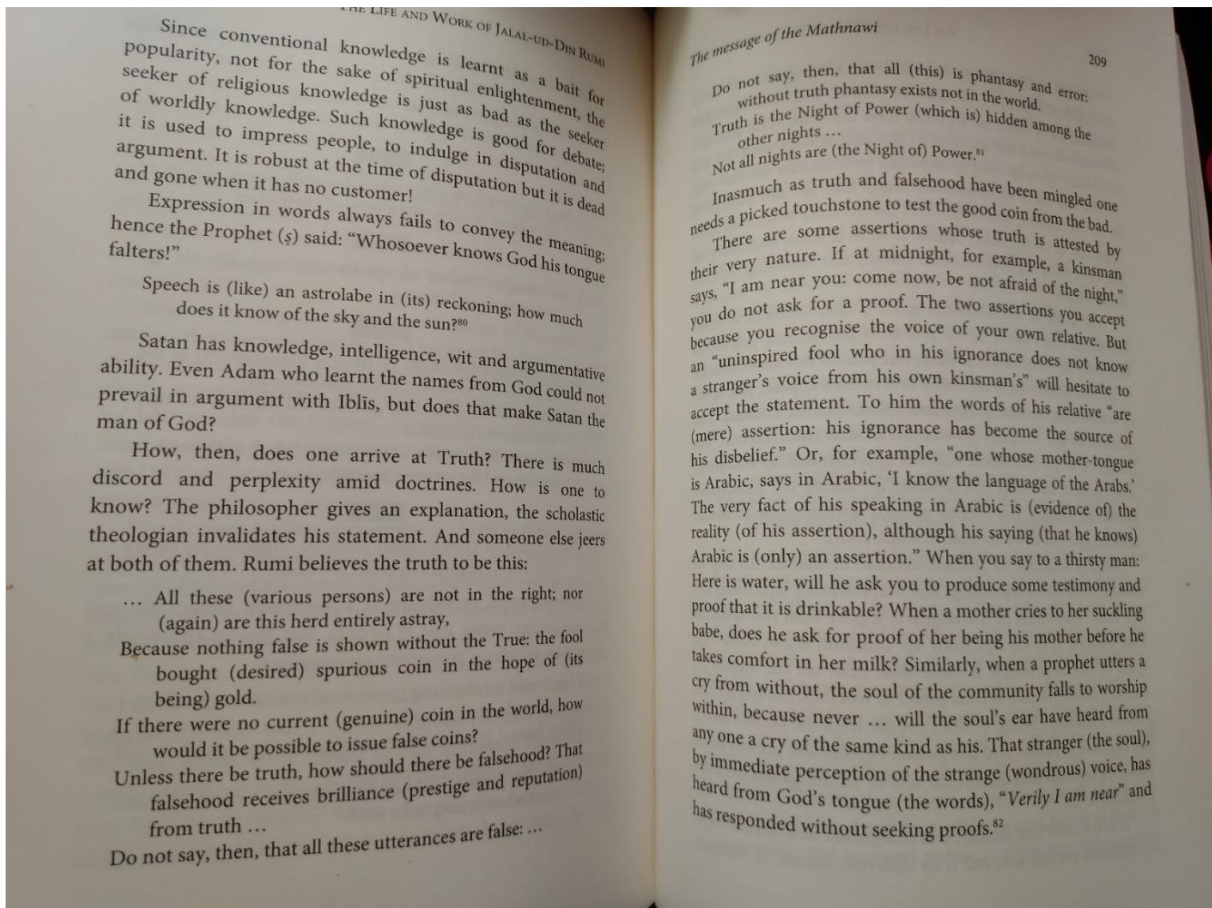 THE LIFE AND WORK OF JALAL-UD-DIN RUMI
Since conventional knowledge is learnt as a bait for
popularity, not for the sake of spiritual enlightenment, the
seeker of religious knowledge is just as bad as the seeker
of worldly knowledge. Such knowledge is good for debate;
it is used to impress people, to indulge in disputation and
argument. It is robust at the time of disputation but it is dead
and gone when it has no customer!
Expression in words always fails to convey the meaning;
hence the Prophet (ṣ) said: “Whosoever knows God his tongue
falters!”
Speech is (like) an astrolabe in (its) reckoning; how much
does it know of the sky and the sun?⁸⁰
Satan has knowledge, intelligence, wit and argumentative
ability. Even Adam who learnt the names from God could not
prevail in argument with Iblīs, but does that make Satan the
man of God?
How, then, does one arrive at Truth? There is much
discord and perplexity amid doctrines. How is one to
know? The philosopher gives an explanation, the scholastic
theologian invalidates his statement. And someone else jeers
at both of them. Rumi believes the truth to be this:
... All these (various persons) are not in the right; nor
(again) are this herd entirely astray,
Because nothing false is shown without the True: the fool
bought (desired) spurious coin in the hope of (its
being) gold.
If there were no current (genuine) coin in the world, how
would it be possible to issue false coins?
Unless there be truth, how should there be falsehood? That
falsehood receives brilliance (prestige and reputation)
from truth ...
Do not say, then, that all these utterances are false: ...
The message of the Mathnawi
209
Do not say, then, that all (this) is phantasy and error:
without truth phantasy exists not in the world.
Truth is the Night of Power (which is) hidden among the
other nights ...
Not all nights are (the Night of) Power.⁸¹
Inasmuch as truth and falsehood have been mingled one
needs a picked touchstone to test the good coin from the bad.
There are some assertions whose truth is attested by
their very nature. If at midnight, for example, a kinsman
says, “I am near you: come now, be not afraid of the night,”
you do not ask for a proof. The two assertions you accept
because you recognise the voice of your own relative. But
an “uninspired fool who in his ignorance does not know
a stranger’s voice from his own kinsman’s” will hesitate to
accept the statement. To him the words of his relative “are
(mere) assertion: his ignorance has become the source of
his disbelief.” Or, for example, “one whose mother-tongue
is Arabic, says in Arabic, ‘I know the language of the Arabs.’
The very fact of his speaking in Arabic is (evidence of) the
reality (of his assertion), although his saying (that he knows)
Arabic is (only) an assertion.” When you say to a thirsty man:
Here is water, will he ask you to produce some testimony and
proof that it is drinkable? When a mother cries to her suckling
babe, does he ask for proof of her being his mother before he
takes comfort in her milk? Similarly, when a prophet utters a
cry from without, the soul of the community falls to worship
within, because never ... will the soul’s ear have heard from
any one a cry of the same kind as his. That stranger (the soul),
by immediate perception of the strange (wondrous) voice, has
heard from God’s tongue (the words), “Verily I am near” and
has responded without seeking proofs.⁸²